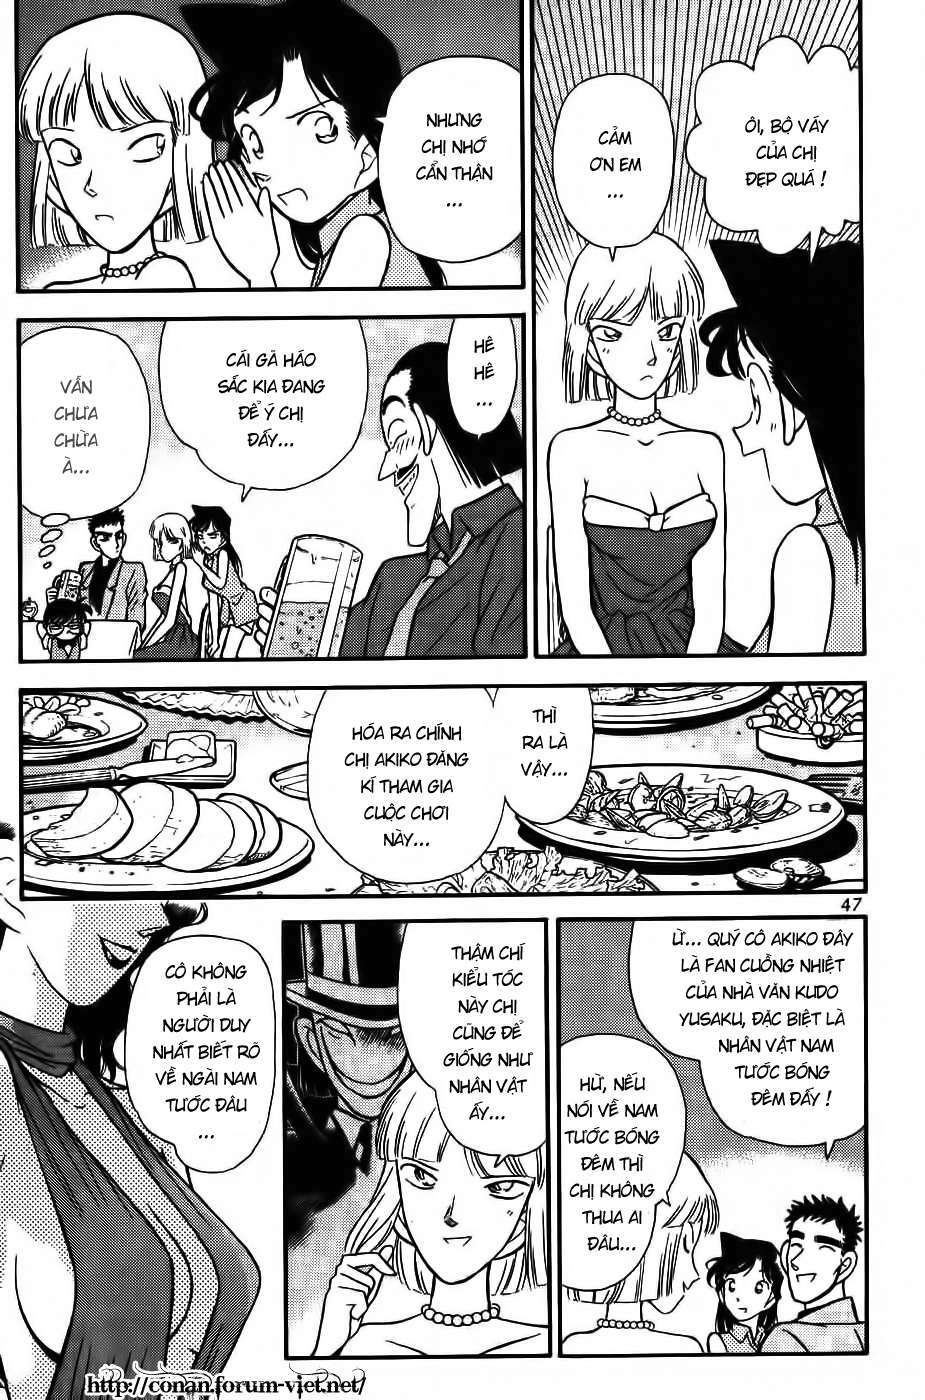 ÔI, BỘ VÁY
CỦA CHỊ
ĐẸP QUÁ !
CẢM
ƠN EM
...
NHƯNG
CHỊ NHỚ
CẨN THẬN
...
HÊ
HÊ
...
CÁI GÃ HÁO
SẮC KIA ĐANG
ĐỂ Ý CHỊ
ĐẤY...
VẪN
CHƯA
CHỪA
À...
THÌ
RA LÀ
VẬY...
HÓA RA CHÍNH
CHỊ AKIKO ĐĂNG
KÍ THAM GIA
CUỘC CHƠI
NÀY...
47
Ừ... QUÝ CÔ AKIKO ĐÂY
LÀ FAN CUỒNG NHIỆT
CỦA NHÀ VĂN KUDO
YUSAKU, ĐẶC BIỆT LÀ
NHÂN VẬT NAM
TƯỚC BÓNG
ĐÊM ĐẤY !
HỪ, NẾU
NÓI VỀ NAM
TƯỚC BÓNG
ĐÊM THÌ
CHỊ KHÔNG
THUA AI
ĐÂU...
THẬM CHÍ
KIỂU TÓC
NÀY CHỊ
CŨNG ĐỂ
GIỐNG NHƯ
NHÂN VẬT
ẤY...
CÔ KHÔNG
PHẢI LÀ
NGƯỜI DUY
NHẤT BIẾT RÕ
VỀ NGÀI NAM
TƯỚC ĐÂU
...
http://conan.forum-viet.net/